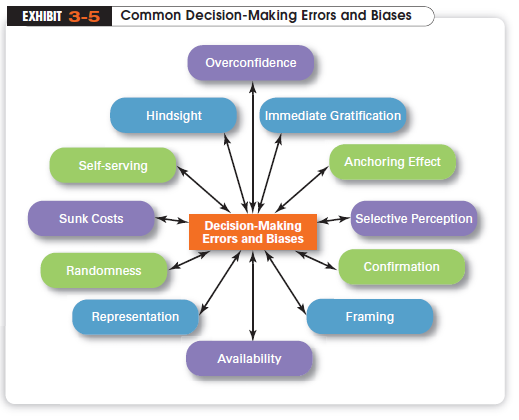 EXHIBIT 3-5 Common Decision-Making Errors and Biases
Overconfidence
Hindsight
Immediate Gratification
Self-serving
Anchoring Effect
Sunk Costs
Decision-Making
Errors and Biases
Selective Perception
Randomness
Confirmation
Representation
Framing
Availability